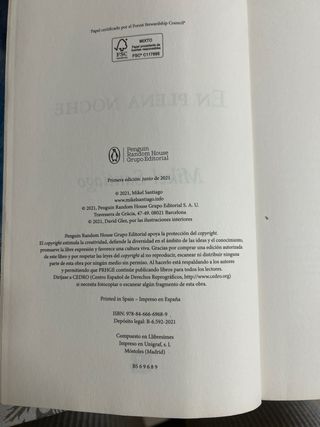 Papel certificado por el Forest Stewardship Council®
MIXTO
Papel procedente de
fuentes responsables
FSC
www.fsc.org
FSC® C117695
EN PLENA NOCHE
Penguin
Random House
Grupo Editorial
Primera edición: junio de 2021
© 2021, Mikel Santiago
www.mikelsantiago.info
© 2021, Penguin Random House Grupo Editorial S. A. U.
Travessera de Gràcia, 47-49. 08021 Barcelona
© 2021, David Glez, por las ilustraciones interiores
Penguin Random House Grupo Editorial apoya la protección del copyright.
El copyright estimula la creatividad, defiende la diversidad en el ámbito de las ideas y el conocimiento,
promueve la libre expresión y favorece una cultura viva. Gracias por comprar una edición autorizada
de este libro y por respetar las leyes del copyright al no reproducir, escanear ni distribuir ninguna
parte de esta obra por ningún medio sin permiso. Al hacerlo está respaldando a los autores
y permitiendo que PRHGE continúe publicando libros para todos los lectores.
Diríjase a CEDRO (Centro Español de Derechos Reprográficos, http://www.cedro.org)
si necesita fotocopiar o escanear algún fragmento de esta obra.
Printed in Spain – Impreso en España
ISBN: 978-84-666-6968-9
Depósito legal: B-6.592-2021
Compuesto en Llibresimes
Impreso en Unigraf, s. l.
Móstoles (Madrid)
BS 6 9 6 8 9